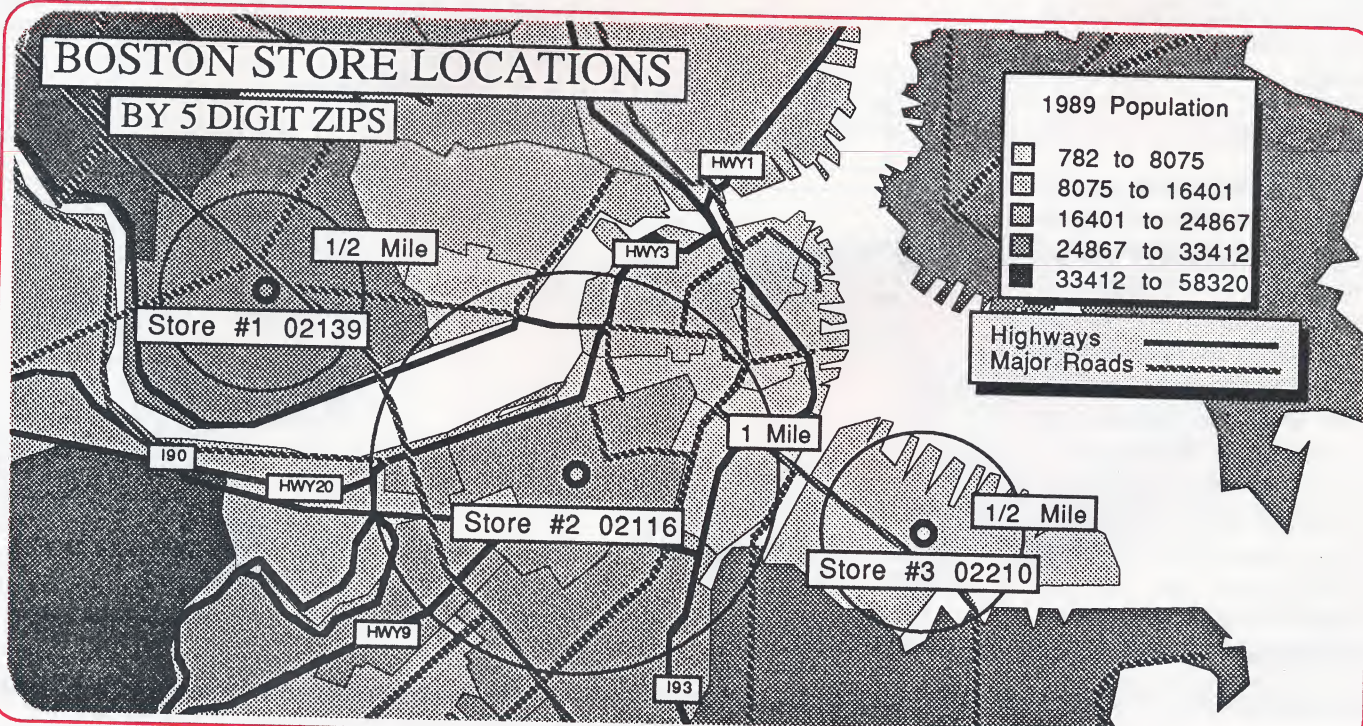 BOSTON STORE LOCATIONS
BY 5 DIGIT ZIPS
1989 Population
782 to 8075
8075 to 16401
16401 to 24867
24867 to 33412
33412 to 58320
Highways
Major Roads
HWY1
1/2 Mile
HWY3
Store #1 02139
1 Mile
I90
HWY20
Store #2 02116
1/2 Mile
Store #3 02210
HWY9
I93